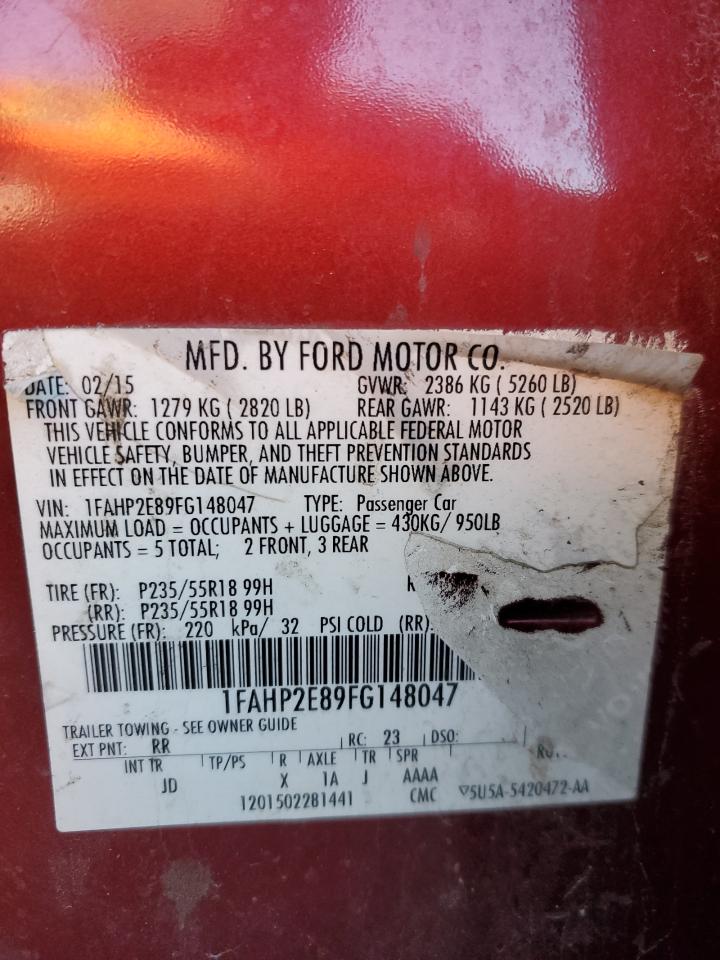 MFD. BY FORD MOTOR CO.
DATE: 02/15 GVWR: 2386 KG ( 5260 LB)
FRONT GAWR: 1279 KG ( 2820 LB) REAR GAWR: 1143 KG ( 2520 LB)
THIS VEHICLE CONFORMS TO ALL APPLICABLE FEDERAL MOTOR
VEHICLE SAFETY, BUMPER, AND THEFT PREVENTION STANDARDS
IN EFFECT ON THE DATE OF MANUFACTURE SHOWN ABOVE.
VIN: 1FAHP2E89FG148047 TYPE: Passenger Car
MAXIMUM LOAD = OCCUPANTS + LUGGAGE = 430KG/ 950LB
OCCUPANTS = 5 TOTAL; 2 FRONT, 3 REAR
TIRE (FR): P235/55R18 99H
(RR): P235/55R18 99H
PRESSURE (FR): 220 kPa/ 32 PSI COLD (RR):
1FAHP2E89FG148047
TRAILER TOWING - SEE OWNER GUIDE
EXT PNT: RR RC: 23 DSO:
INT TR TP/PS R AXLE TR SPR
JD X 1A J AAAA
1201502281441 CMC ▽5U5A-5420472-AA